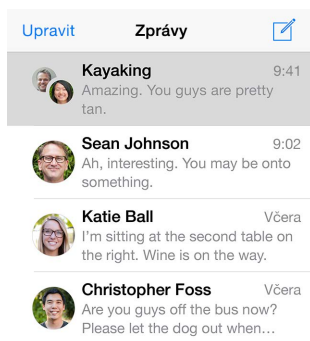 Upravit Zprávy
Kayaking 9:41
Amazing. You guys are pretty
tan.
Sean Johnson 9:02
Ah, interesting. You may be onto
something.
Katie Ball Včera
I'm sitting at the second table on
the right. Wine is on the way.
Christopher Foss Včera
Are you guys off the bus now?
Please let the dog out when…